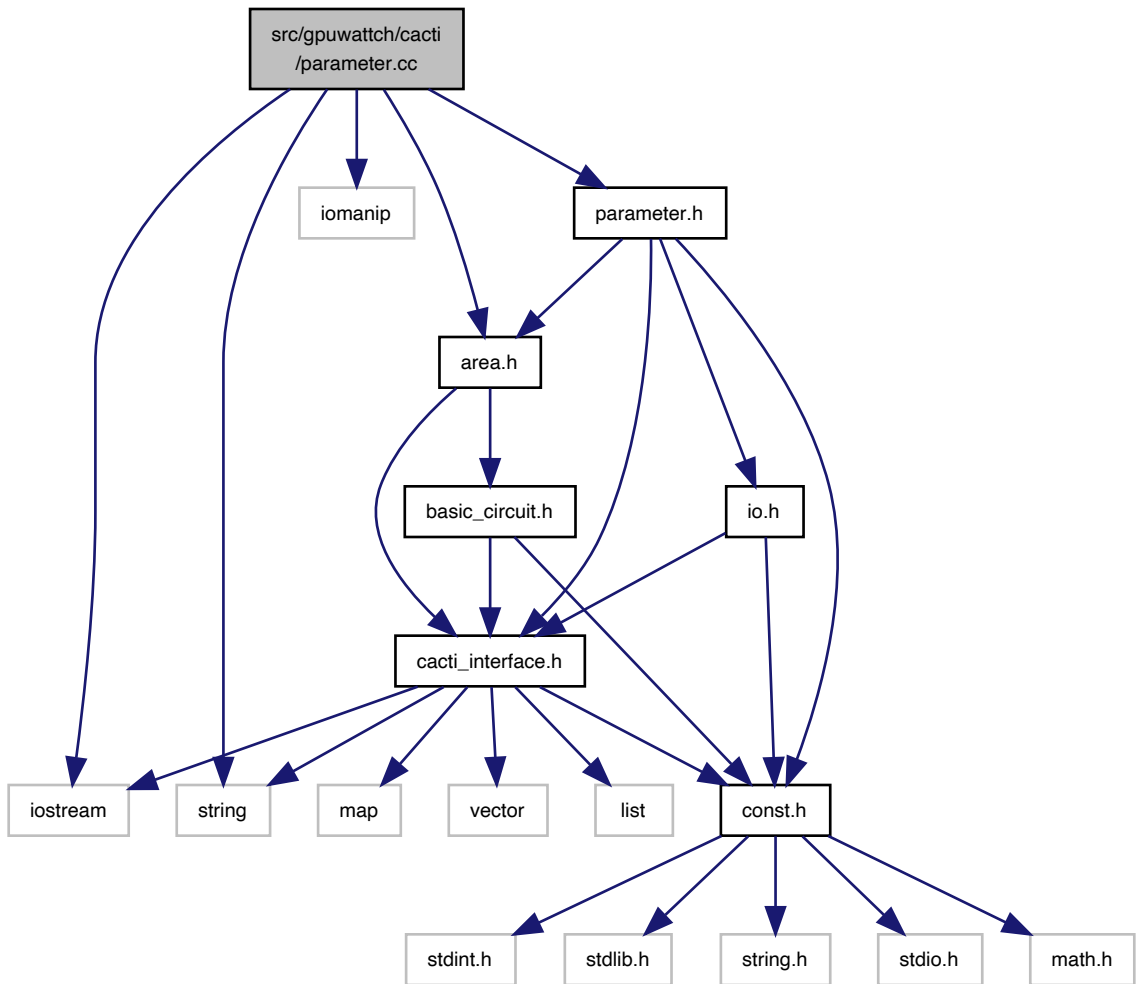 src/gpuwattch/cacti
/parameter.cc
iomanip
parameter.h
area.h
basic_circuit.h
io.h
cacti_interface.h
iostream
string
map
vector
list
const.h
stdint.h
stdlib.h
string.h
stdio.h
math.h